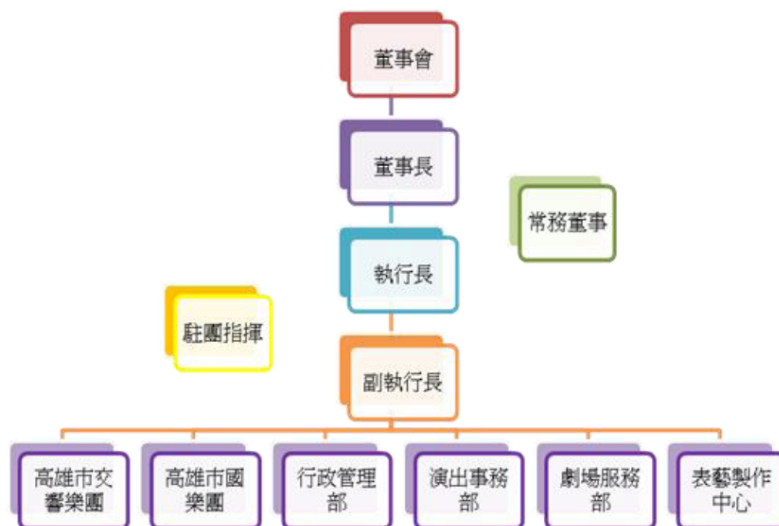 董事會
董事長
常務董事
執行長
駐團指揮
副執行長
高雄市交
響樂團
高雄市國
樂團
行政管理
部
演出事務
部
劇場服務
部
表藝製作
中心